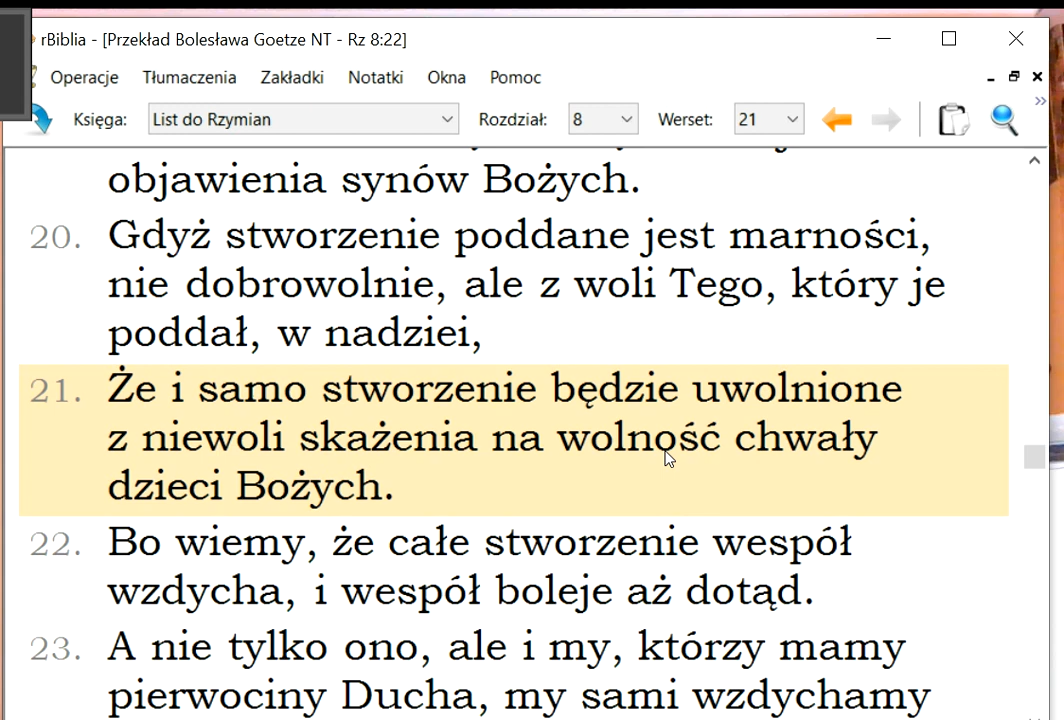 rBiblia - [Przekład Bolesława Goetze NT - Rz 8:22]
Operacje Tłumaczenia Zakładki Notatki Okna Pomoc
Księga: List do Rzymian Rozdział: 8 Werset: 21
objawienia synów Bożych.
20. Gdyż stworzenie poddane jest marności,
nie dobrowolnie, ale z woli Tego, który je
poddał, w nadziei,
21. Że i samo stworzenie będzie uwolnione
z niewoli skażenia na wolność chwały
dzieci Bożych.
22. Bo wiemy, że całe stworzenie wespół
wzdycha, i wespół boleje aż dotąd.
23. A nie tylko ono, ale i my, którzy mamy
pierwociny Ducha, my sami wzdychamy